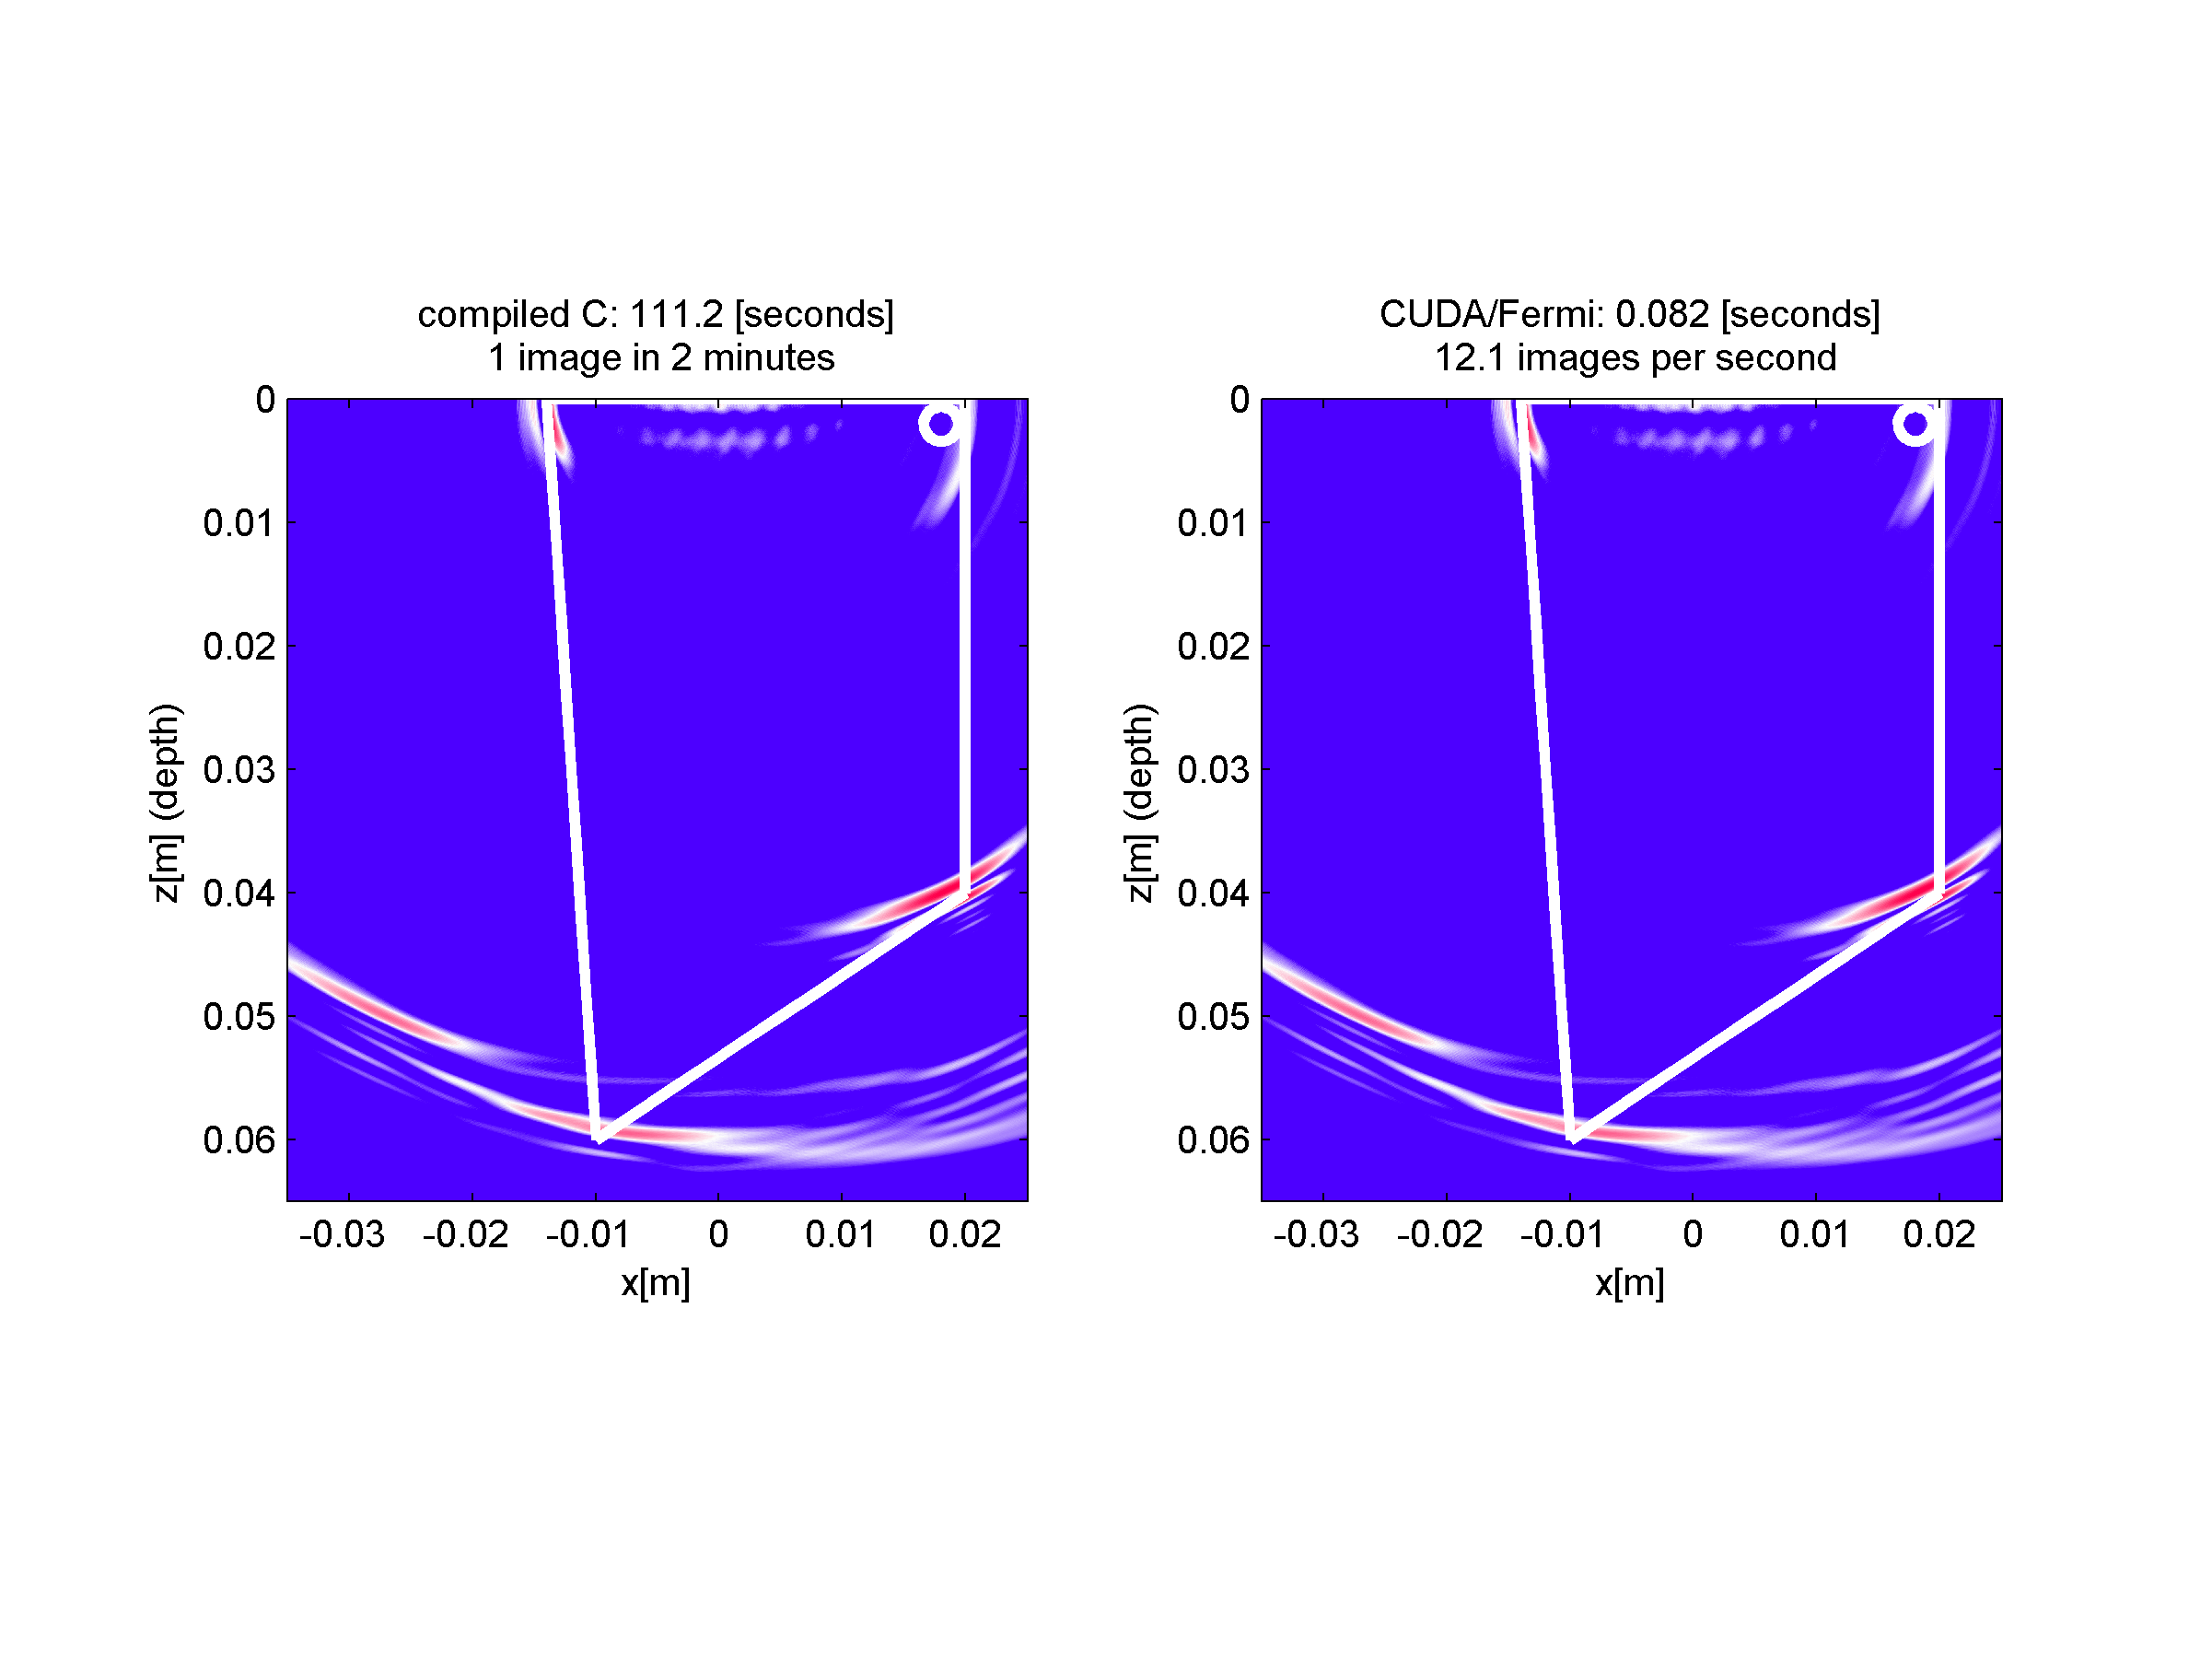 compiled C: 111.2 [seconds]
1 image in 2 minutes
0
0.01
0.02
0.03
0.04
0.05
0.06
z[m] (depth)
-0.03 -0.02 -0.01 0 0.01 0.02
x[m]
CUDA/Fermi: 0.082 [seconds]
12.1 images per second
0
0.01
0.02
0.03
0.04
0.05
0.06
z[m] (depth)
-0.03 -0.02 -0.01 0 0.01 0.02
x[m]